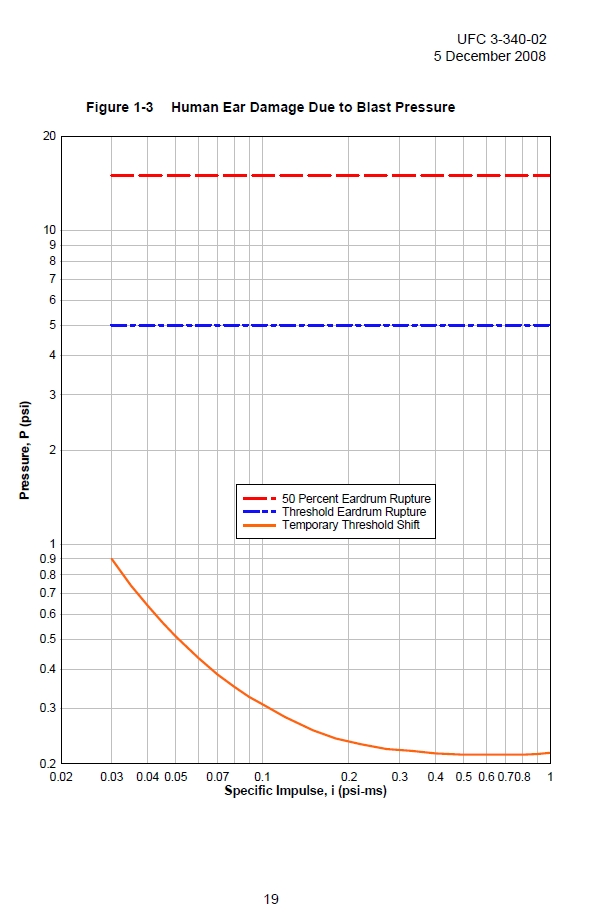 UFC 3-340-02
5 December 2008
Figure 1-3 Human Ear Damage Due to Blast Pressure
20
10
9
8
7
6
5
4
3
2
1
0.9
0.8
0.7
0.6
0.5
0.4
0.3
0.2
Pressure, P (psi)
50 Percent Eardrum Rupture
Threshold Eardrum Rupture
Temporary Threshold Shift
0.02 0.03 0.04 0.05 0.07 0.1 0.2 0.3 0.4 0.5 0.6 0.7 0.8 1
Specific Impulse, i (psi-ms)
19